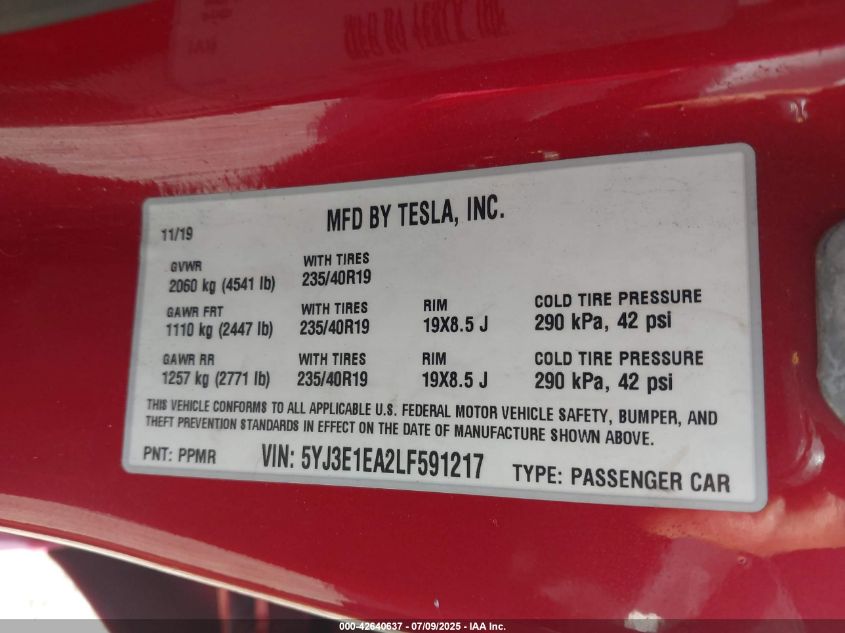 MFD BY TESLA, INC.
11/19
GVWR
2060 kg (4541 lb)
WITH TIRES
235/40R19
GAWR FRT
1110 kg (2447 lb)
WITH TIRES
235/40R19
RIM
19X8.5 J
COLD TIRE PRESSURE
290 kPa, 42 psi
GAWR RR
1257 kg (2771 lb)
WITH TIRES
235/40R19
RIM
19X8.5 J
COLD TIRE PRESSURE
290 kPa, 42 psi
THIS VEHICLE CONFORMS TO ALL APPLICABLE U.S. FEDERAL MOTOR VEHICLE SAFETY, BUMPER, AND
THEFT PREVENTION STANDARDS IN EFFECT ON THE DATE OF MANUFACTURE SHOWN ABOVE.
PNT: PPMR
VIN: 5YJ3E1EA2LF591217
TYPE: PASSENGER CAR
000-42640637 - 07/09/2025 - IAA Inc.